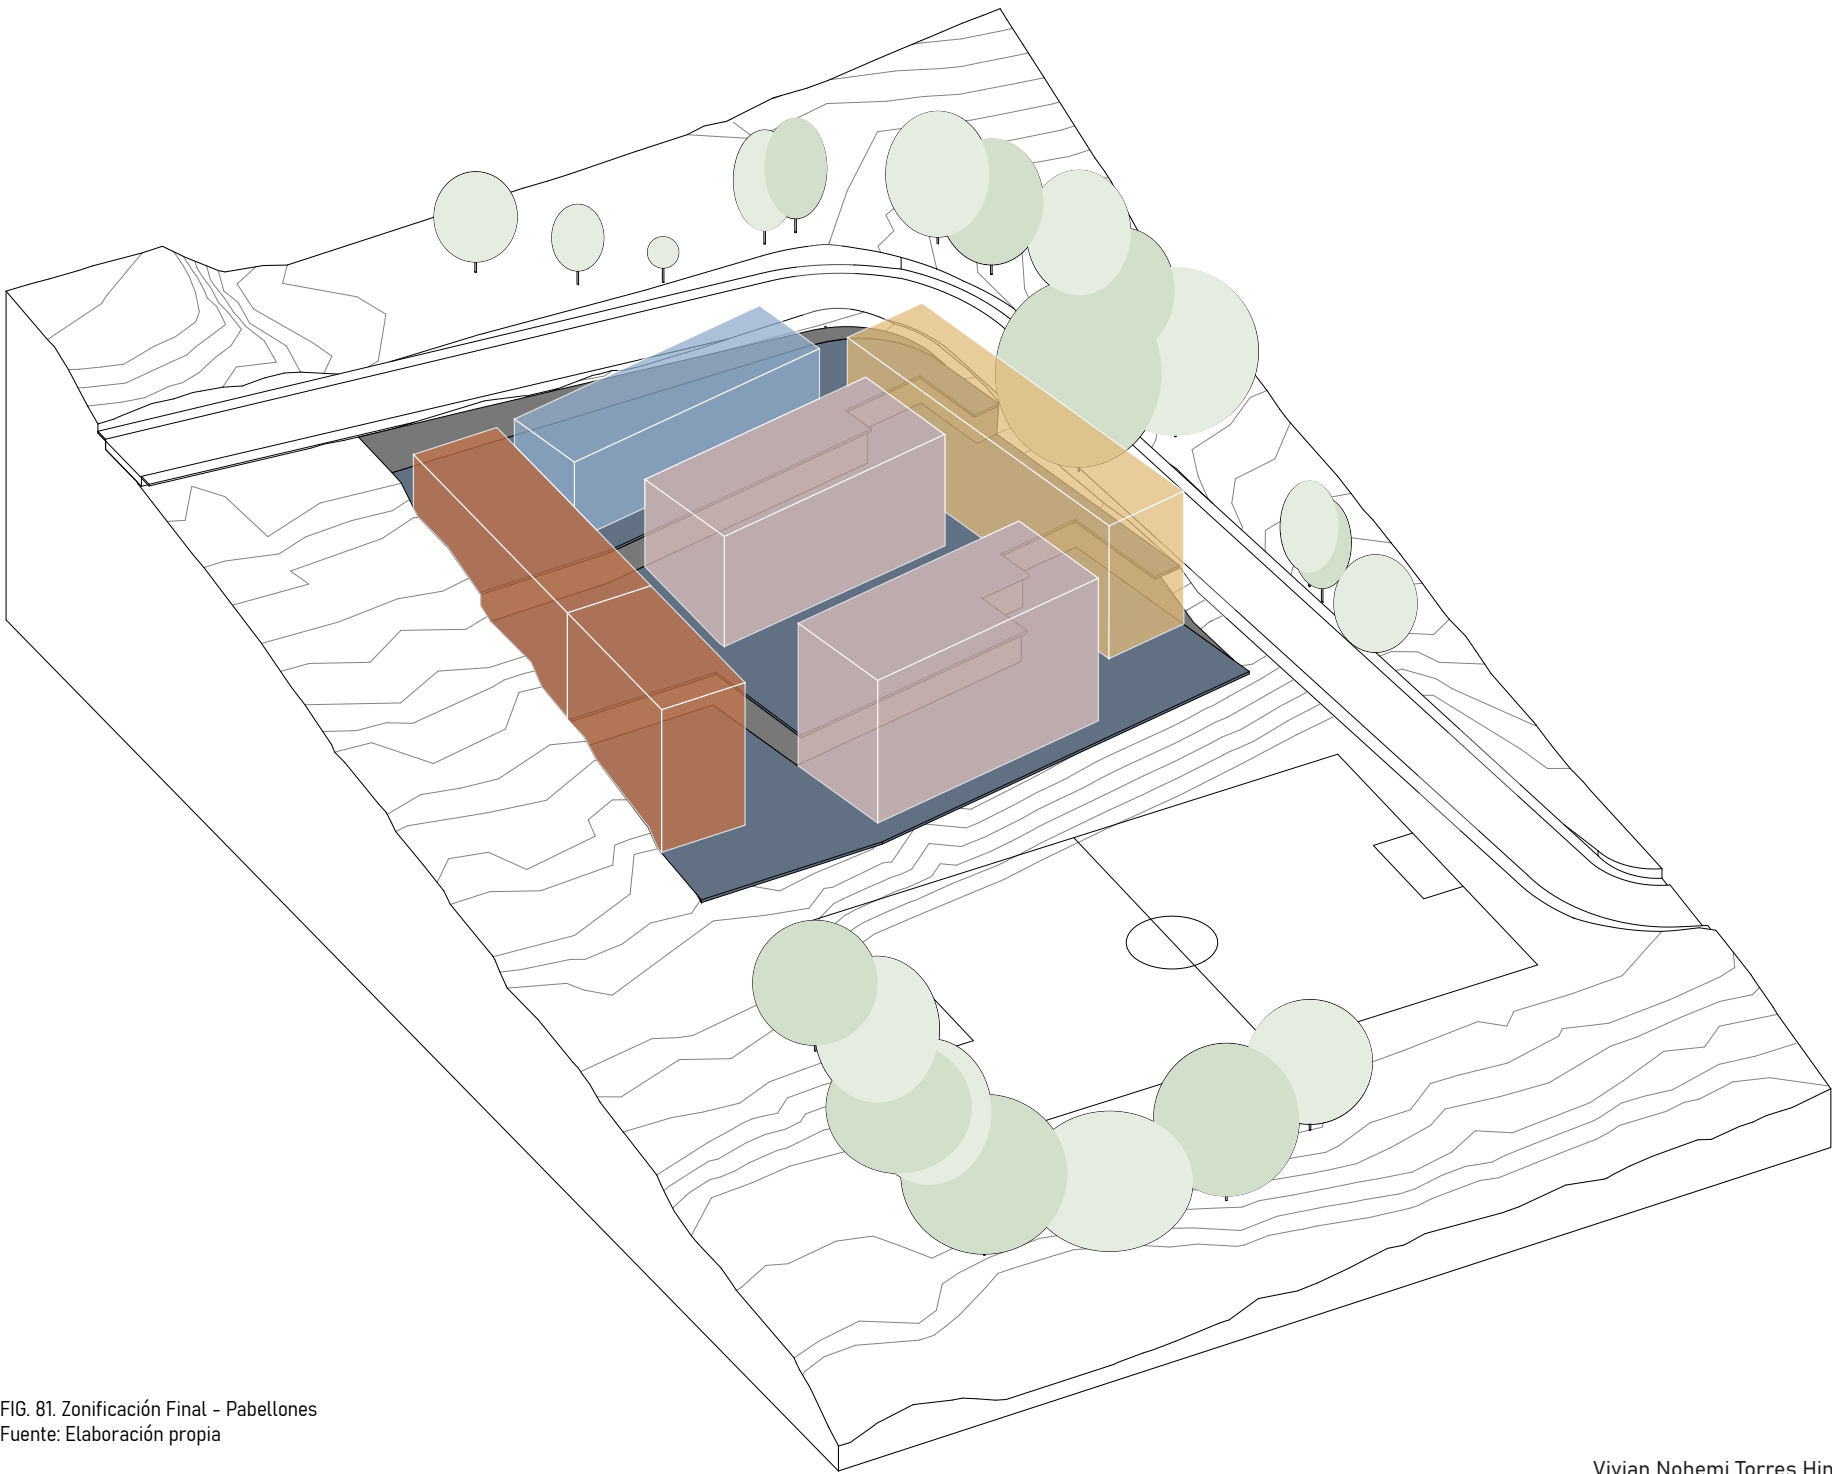 FIG. 81. Zonificación Final - Pabellones
Fuente: Elaboración propia
Vivian Nohemi Torres